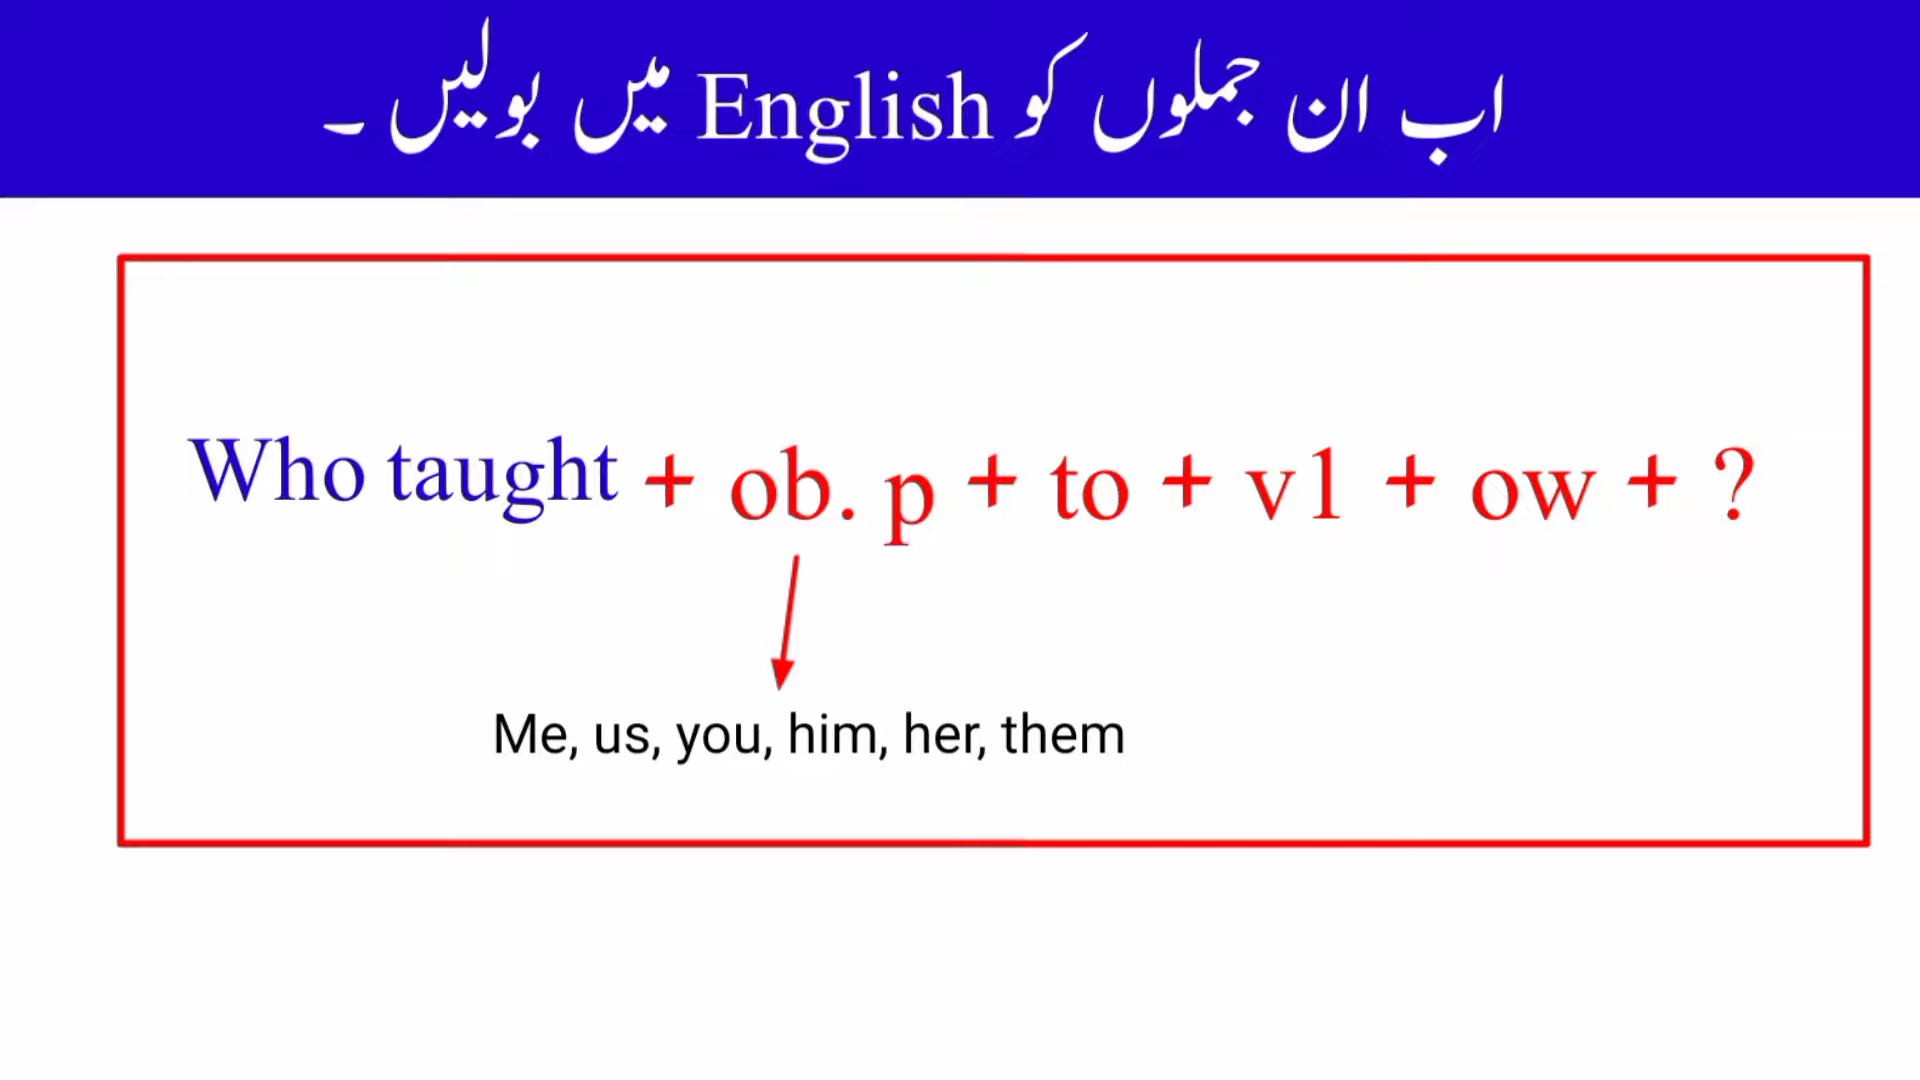 اب ان جملوں کو English میں بولیں ۔
Who taught + ob. p + to + v1 + ow + ?
Me, us, you, him, her, them